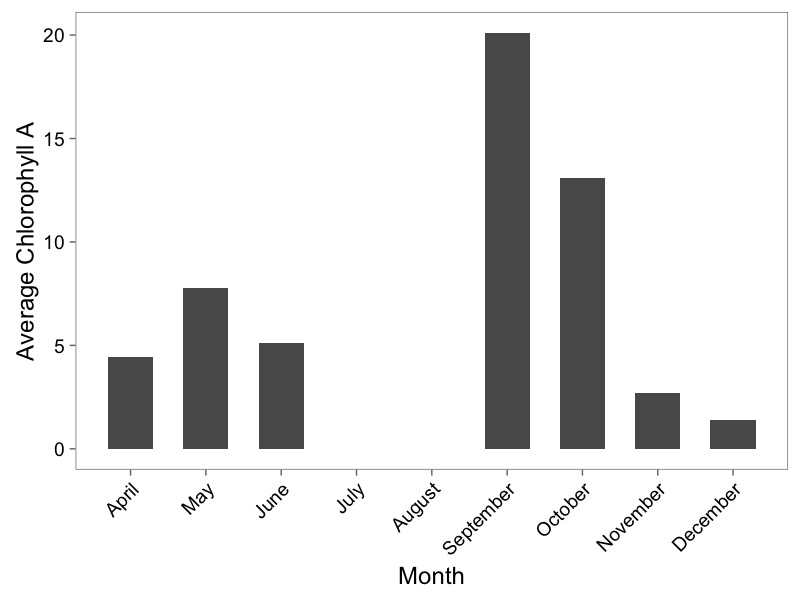 Average Chlorophyll A
20
15
10
5
0
April
May
June
July
August
September
October
November
December
Month